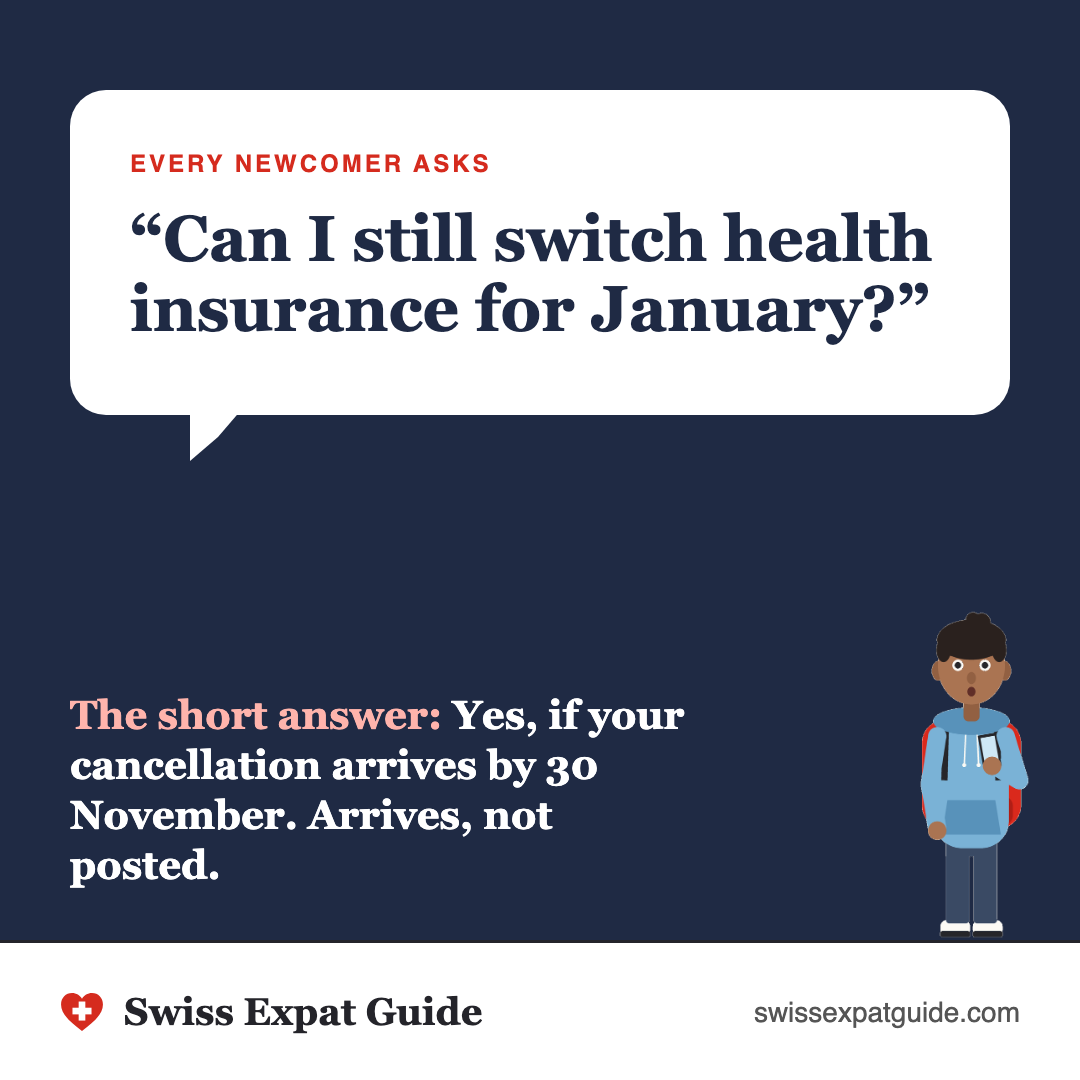 EVERY NEWCOMER ASKS
“Can I still switch health
insurance for January?”
The short answer: Yes, if your
cancellation arrives by 30
November. Arrives, not
posted.
Swiss Expat Guide
swissexpatguide.com